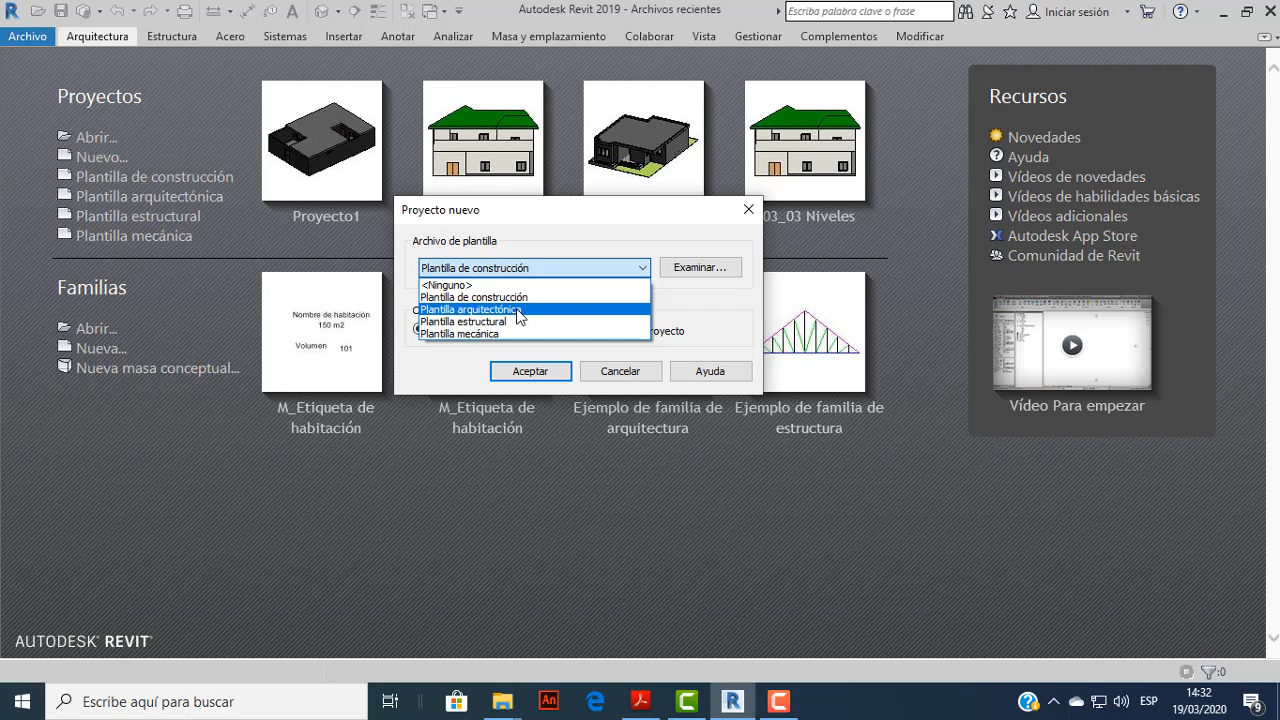 Autodesk Revit 2019 - Archivos recientes
Escriba palabra clave o frase
Iniciar sesión
Archivo Arquitectura Estructura Acero Sistemas Insertar Anotar Analizar Masa y emplazamiento Colaborar Vista Gestionar Complementos Modificar
Proyectos
Abrir...
Nuevo...
Plantilla de construcción
Plantilla arquitectónica
Plantilla estructural
Plantilla mecánica
Proyecto1
03_03 Niveles
Proyecto nuevo
Archivo de plantilla
Plantilla de construcción
Examinar...
<Ninguno>
Plantilla de construcción
Plantilla arquitectónica
Plantilla estructural
Plantilla mecánica
Aceptar Cancelar Ayuda
Familias
Abrir...
Nueva...
Nueva masa conceptual...
Nombre de habitación
150 m2
Volumen 101
M_Etiqueta de
habitación
M_Etiqueta de
habitación
Ejemplo de familia de
arquitectura
Ejemplo de familia de
estructura
Recursos
Novedades
Ayuda
Vídeos de novedades
Vídeos de habilidades básicas
Vídeos adicionales
Autodesk App Store
Comunidad de Revit
Vídeo Para empezar
AUTODESK REVIT
:0
Escribe aquí para buscar
An
ESP
14:32
19/03/2020
9